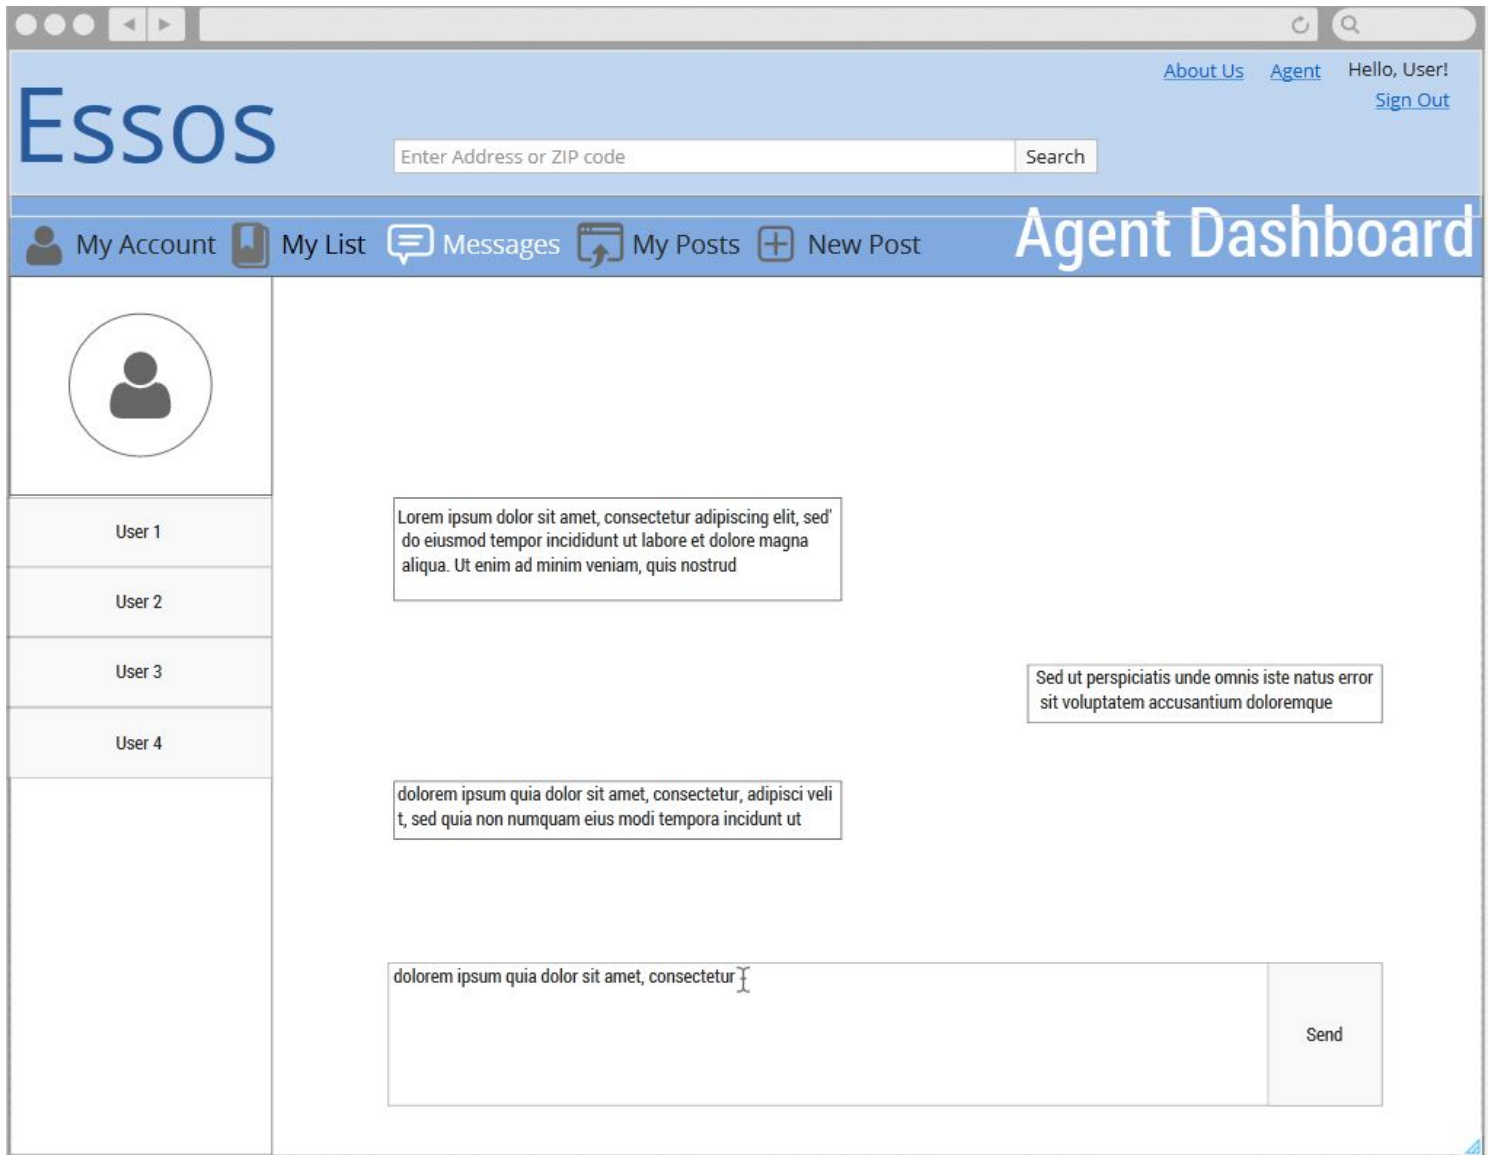 About Us Agent Hello, User!
Sign Out
Essos
Enter Address or ZIP code Search
My Account My List Messages My Posts New Post Agent Dashboard
User 1
User 2
User 3
User 4
Lorem ipsum dolor sit amet, consectetur adipiscing elit, sed'
do eiusmod tempor incididunt ut labore et dolore magna
aliqua. Ut enim ad minim veniam, quis nostrud
Sed ut perspiciatis unde omnis iste natus error
sit voluptatem accusantium doloremque
dolorem ipsum quia dolor sit amet, consectetur, adipisci veli
t, sed quia non numquam eius modi tempora incidunt ut
dolorem ipsum quia dolor sit amet, consectetur
Send